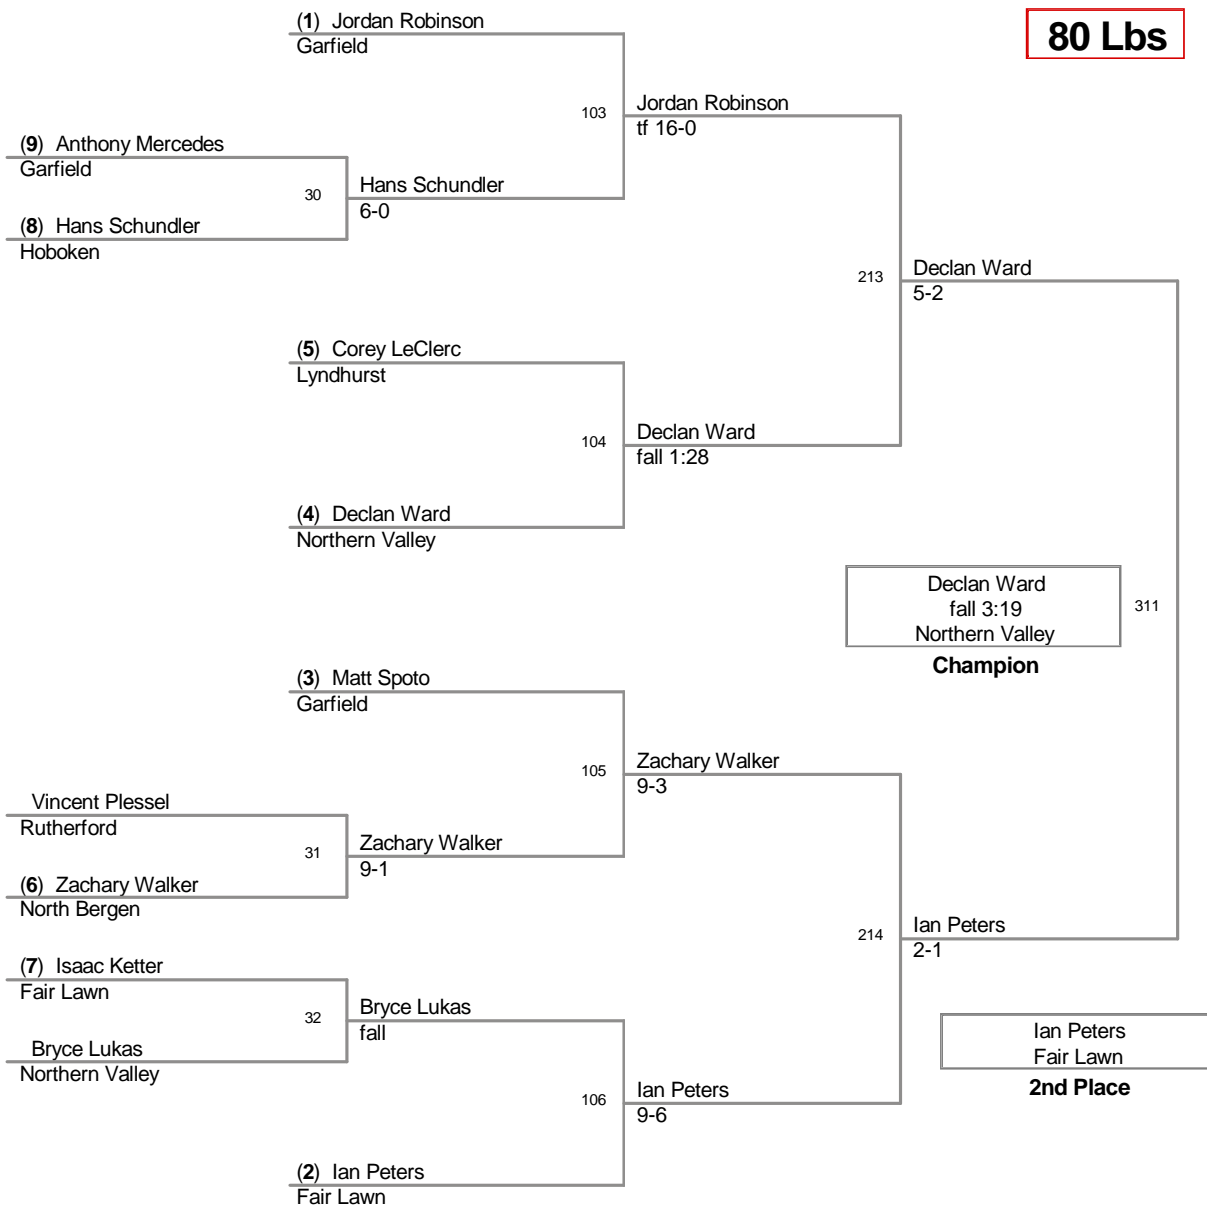 (1) Jordan Robinson
Garfield
80 Lbs
103
Jordan Robinson
tf 16-0
(9) Anthony Mercedes
Garfield
30
Hans Schundler
6-0
(8) Hans Schundler
Hoboken
213
Declan Ward
5-2
(5) Corey LeClerc
Lyndhurst
104
Declan Ward
fall 1:28
(4) Declan Ward
Northern Valley
Declan Ward
fall 3:19
Northern Valley
311
Champion
(3) Matt Spoto
Garfield
105
Zachary Walker
9-3
Vincent Plessel
Rutherford
31
Zachary Walker
9-1
(6) Zachary Walker
North Bergen
214
Ian Peters
2-1
(7) Isaac Ketter
Fair Lawn
32
Bryce Lukas
fall
Bryce Lukas
Northern Valley
Ian Peters
Fair Lawn
2nd Place
106
Ian Peters
9-6
(2) Ian Peters
Fair Lawn